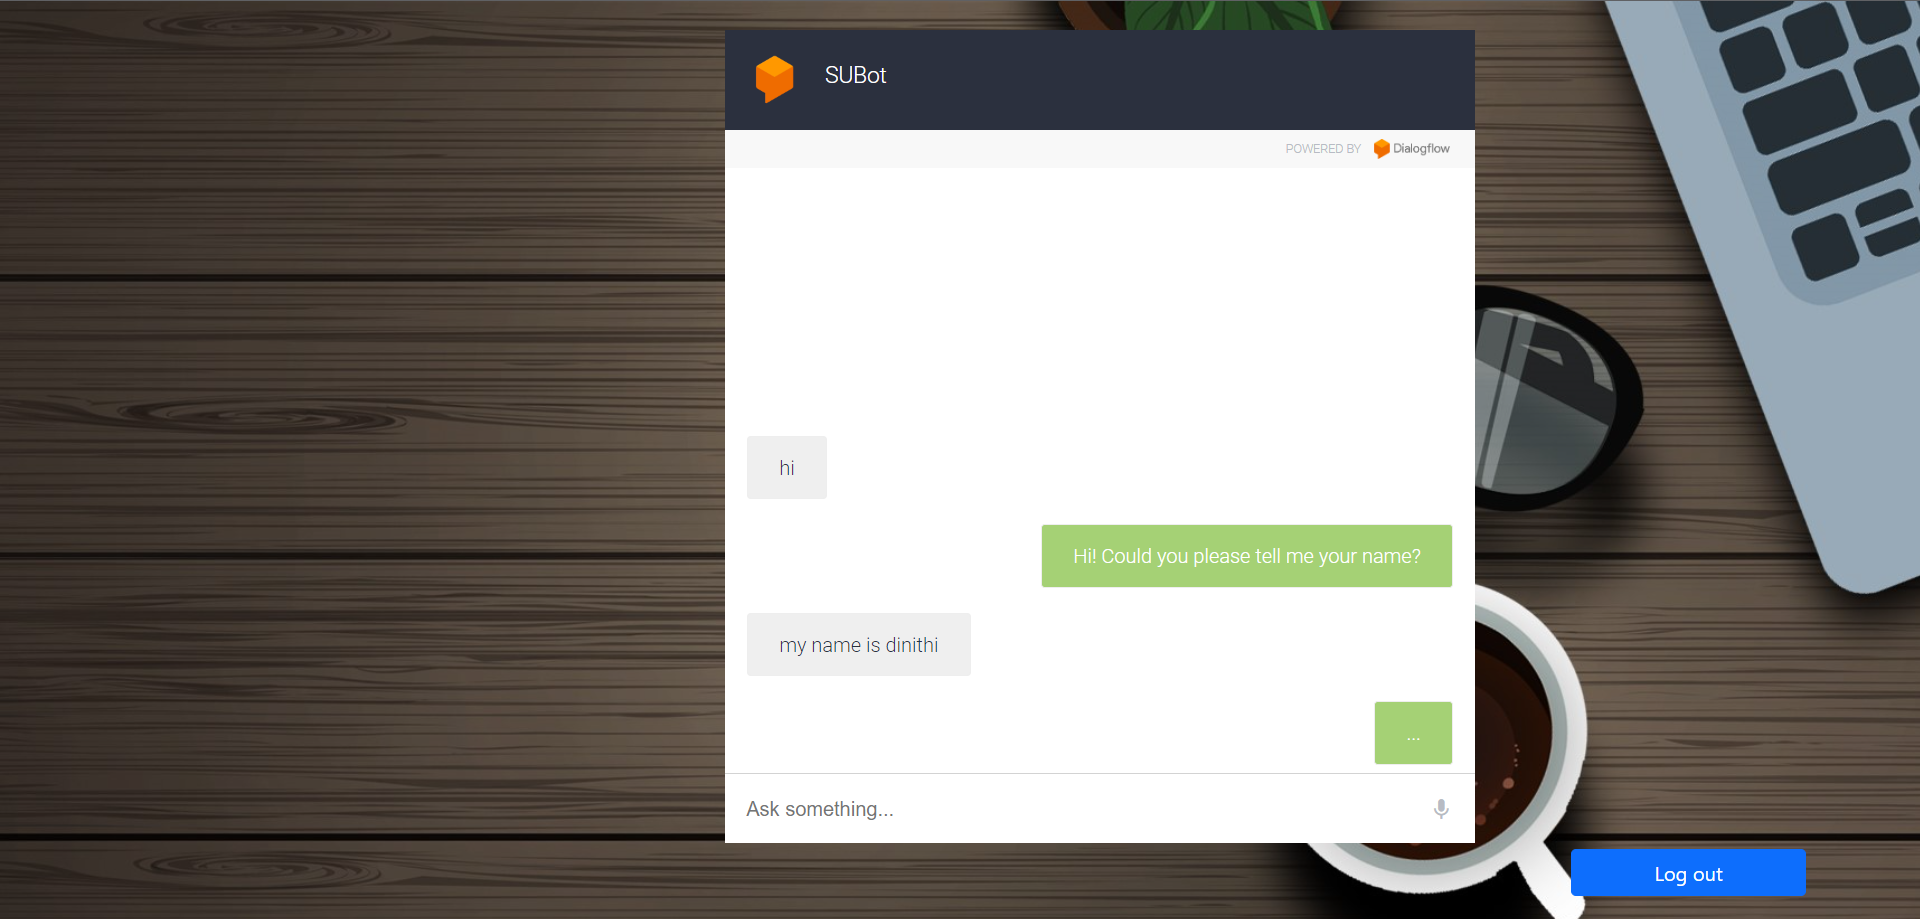 SUBot
POWERED BY Dialogflow
hi
Hi! Could you please tell me your name?
my name is dinithi
...
Ask something...
Log out